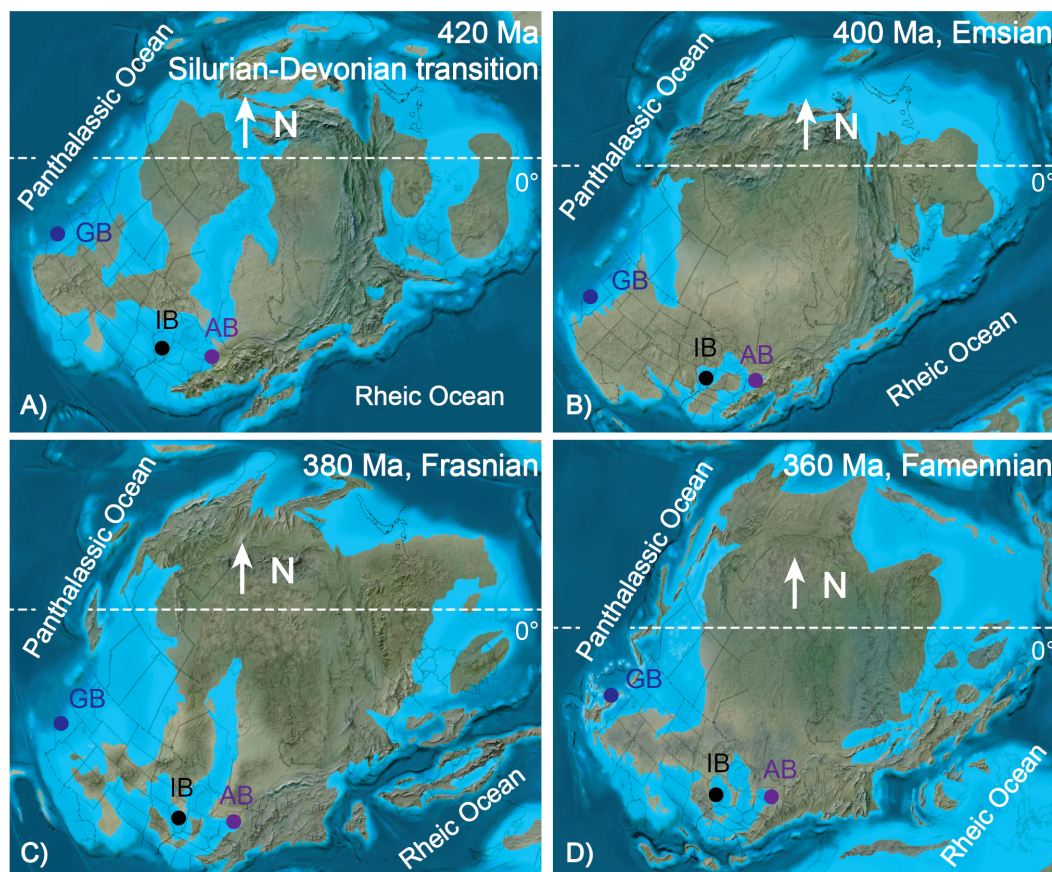 420 Ma
Silurian-Devonian transition
Panthalassic Ocean
N
0°
GB
IB
AB
Rheic Ocean
A)
400 Ma, Emsian
Panthalassic Ocean
N
0°
GB
IB
AB
Rheic Ocean
B)
380 Ma, Frasnian
Panthalassic Ocean
N
0°
GB
IB
AB
Rheic Ocean
C)
360 Ma, Famennian
Panthalassic Ocean
N
0°
GB
IB
AB
Rheic Ocean
D)